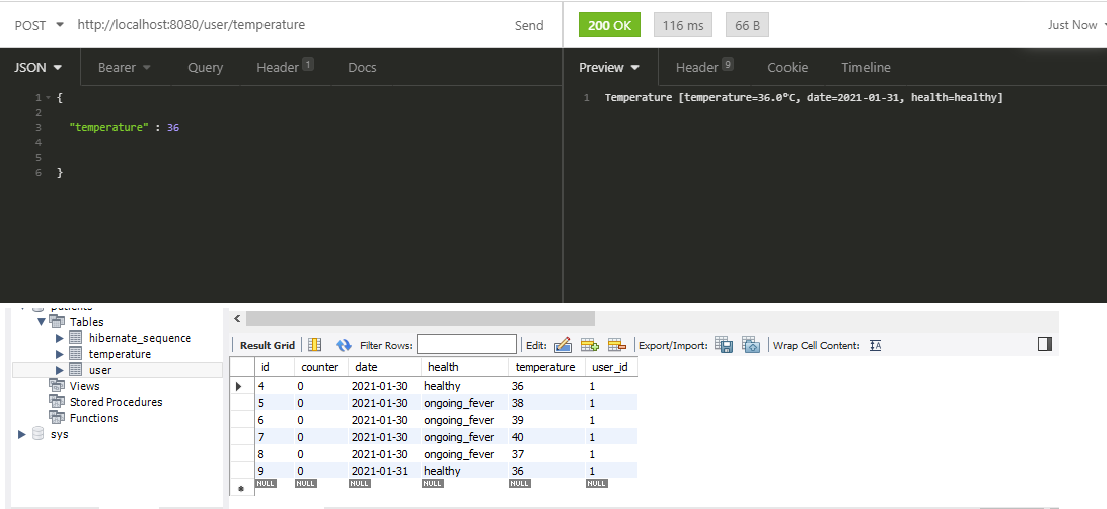 POST http://localhost:8080/user/temperature Send
200 OK 116 ms 66 B Just Now
JSON Bearer Query Header 1 Docs
Preview Header 9 Cookie Timeline
1 {
2
3 "temperature" : 36
4
5
6 }
1 Temperature [temperature=36.0°C, date=2021-01-31, health=healthy]
patients
Tables
hibernate_sequence
temperature
user
Views
Stored Procedures
Functions
sys
Result Grid Filter Rows: Edit: Export/Import: Wrap Cell Content: IA
id counter date health temperature user_id
4 0 2021-01-30 healthy 36 1
5 0 2021-01-30 ongoing_fever 38 1
6 0 2021-01-30 ongoing_fever 39 1
7 0 2021-01-30 ongoing_fever 40 1
8 0 2021-01-30 ongoing_fever 37 1
9 0 2021-01-31 healthy 36 1
NULL NULL NULL NULL NULL NULL